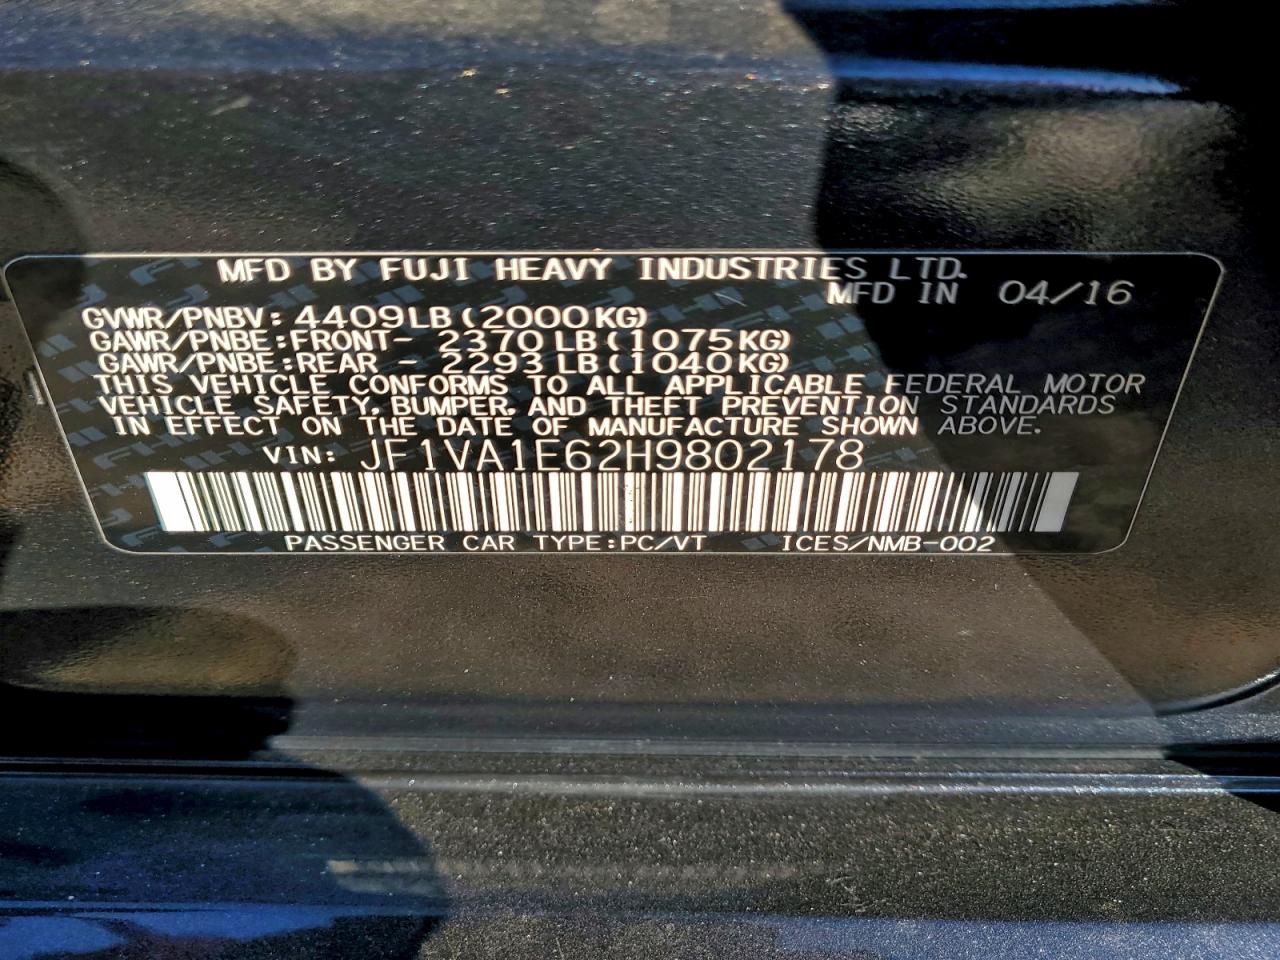 MFD BY FUJI HEAVY INDUSTRIES LTD.
MFD IN 04/16
GVWR/PNBV: 4409LB(2000KG)
GAWR/PNBE:FRONT- 2370LB(1075KG)
GAWR/PNBE:REAR - 2293LB(1040KG)
THIS VEHICLE CONFORMS TO ALL APPLICABLE FEDERAL MOTOR
VEHICLE SAFETY, BUMPER, AND THEFT PREVENTION STANDARDS
IN EFFECT ON THE DATE OF MANUFACTURE SHOWN ABOVE.
VIN: JF1VA1E62H9802178
PASSENGER CAR TYPE:PC/VT ICES/NMB-002